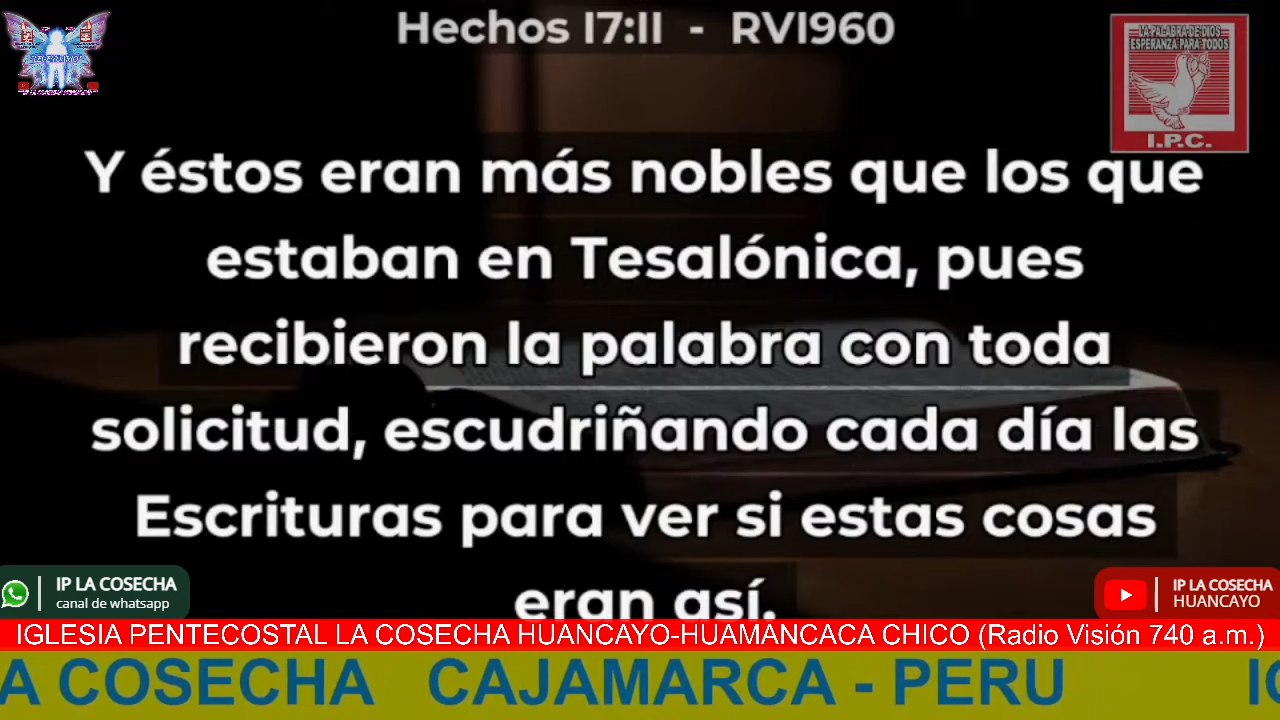 Hechos 17:11 - RV1960
LA PALABRA DE DIOS
ESPERANZA PARA TODOS
I.P.C.
Y éstos eran más nobles que los que
estaban en Tesalónica, pues
recibieron la palabra con toda
solicitud, escudriñando cada día las
Escrituras para ver si estas cosas
eran así.
IP LA COSECHA
canal de whatsapp
IP LA COSECHA
HUANCAYO
IGLESIA PENTECOSTAL LA COSECHA HUANCAYO-HUAMANCACA CHICO (Radio Visión 740 a.m.)
A COSECHA CAJAMARCA - PERU